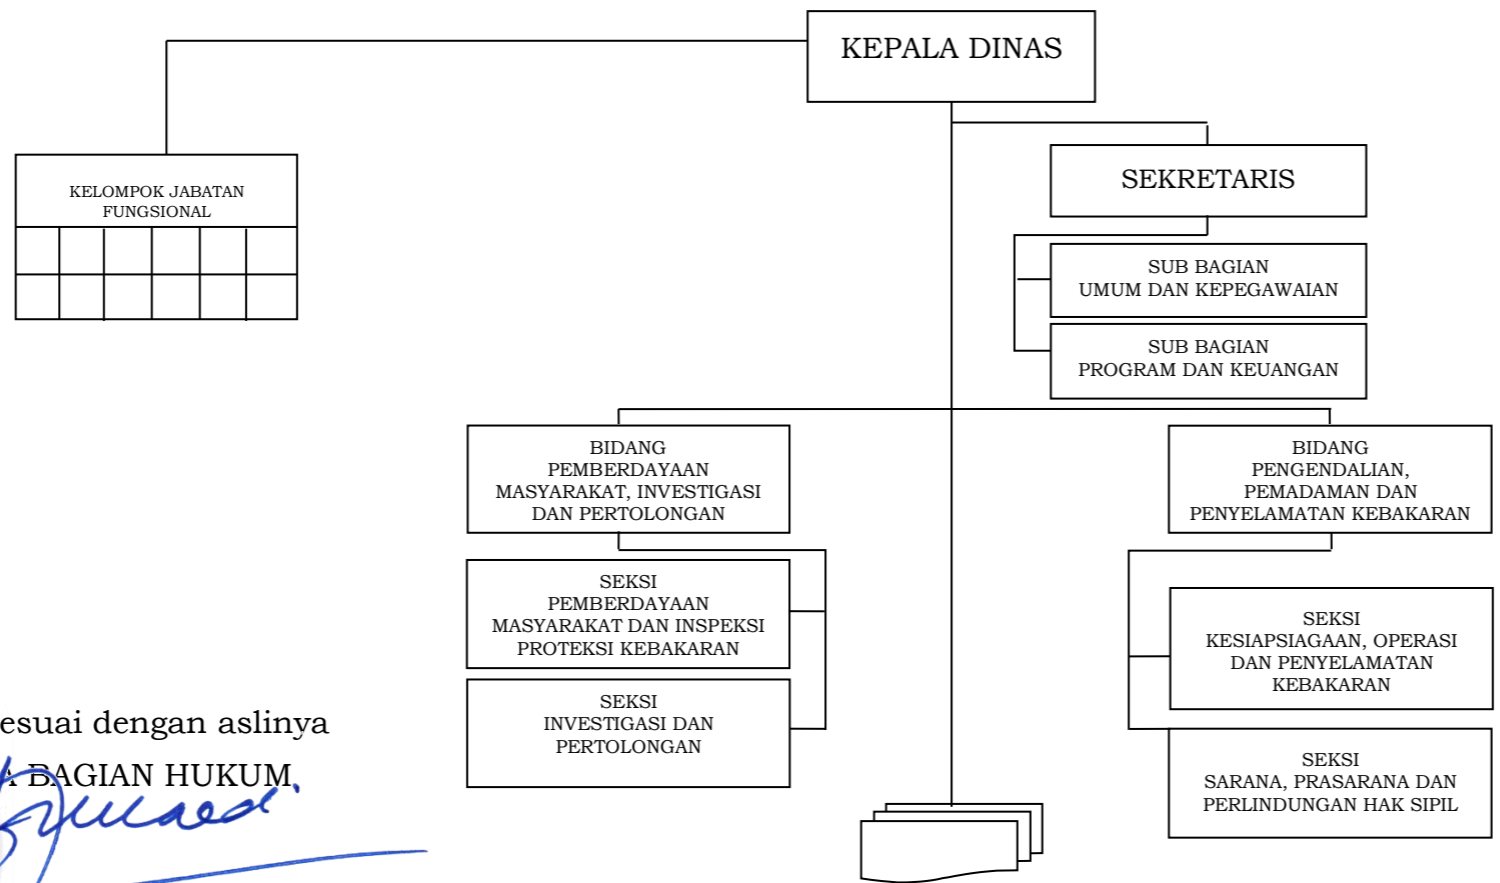 KEPALA DINAS
KELOMPOK JABATAN
FUNGSIONAL
SEKRETARIS
SUB BAGIAN
UMUM DAN KEPEGAWAIAN
SUB BAGIAN
PROGRAM DAN KEUANGAN
BIDANG
PEMBERDAYAAN
MASYARAKAT, INVESTIGASI
DAN PERTOLONGAN
BIDANG
PENGENDALIAN,
PEMADAMAN DAN
PENYELAMATAN KEBAKARAN
SEKSI
PEMBERDAYAAN
MASYARAKAT DAN INSPEKSI
PROTEKSI KEBAKARAN
SEKSI
INVESTIGASI DAN
PERTOLONGAN
SEKSI
KESIAPSIAGAAN, OPERASI
DAN PENYELAMATAN
KEBAKARAN
SEKSI
SARANA, PRASARANA DAN
PERLINDUNGAN HAK SIPIL
esuai dengan aslinya
A BAGIAN HUKUM,